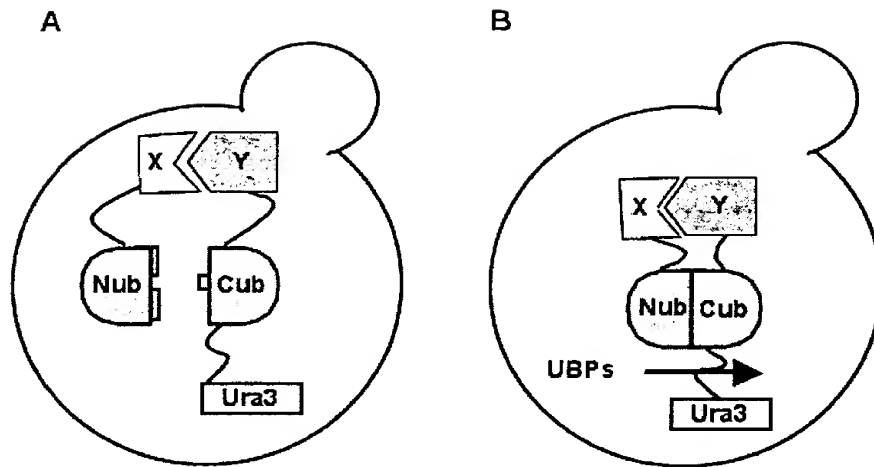 A
X Y
Nub Cub
Ura3
B
X Y
Nub Cub
UBPs
Ura3